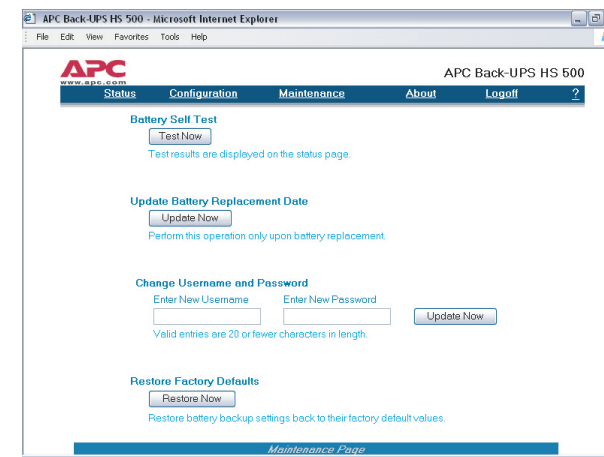 APC Back-UPS HS 500 - Microsoft Internet Explorer
File Edit View Favorites Tools Help
APC
www.apc.com
APC Back-UPS HS 500
Status Configuration Maintenance About Logoff ?
Battery Self Test
Test Now
Test results are displayed on the status page.
Update Battery Replacement Date
Update Now
Perform this operation only upon battery replacement.
Change Username and Password
Enter New Username Enter New Password
Update Now
Valid entries are 20 or fewer characters in length.
Restore Factory Defaults
Restore Now
Restore battery backup settings back to their factory default values.
Maintenance Page